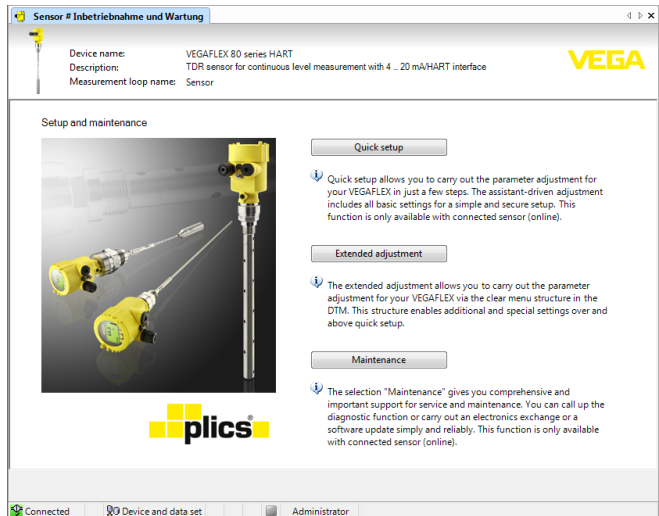 Sensor # Inbetriebnahme und Wartung
Device name: VEGAFLEX 80 series HART
Description: TDR sensor for continuous level measurement with 4 ... 20 mA/HART interface
Measurement loop name: Sensor
VEGA
Setup and maintenance
Quick setup
Quick setup allows you to carry out the parameter adjustment for
your VEGAFLEX in just a few steps. The assistant-driven adjustment
includes all basic settings for a simple and secure setup. This
function is only available with connected sensor (online).
Extended adjustment
The extended adjustment allows you to carry out the parameter
adjustment for your VEGAFLEX via the clear menu structure in the
DTM. This structure enables additional and special settings over and
above quick setup.
Maintenance
The selection "Maintenance" gives you comprehensive and
important support for service and maintenance. You can call up the
diagnostic function or carry out an electronics exchange or a
software update simply and reliably. This function is only available
with connected sensor (online).
plics®
Connected Device and data set Administrator